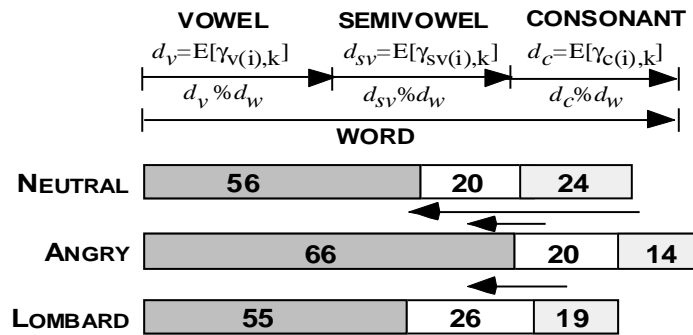 VOWEL SEMIVOWEL CONSONANT
d_v=E[γ_v(i),k] d_sv=E[γ_sv(i),k] d_c=E[γ_c(i),k]
d_v%d_w d_sv%d_w d_c%d_w
WORD
NEUTRAL 56 20 24
ANGRY 66 20 14
LOMBARD 55 26 19